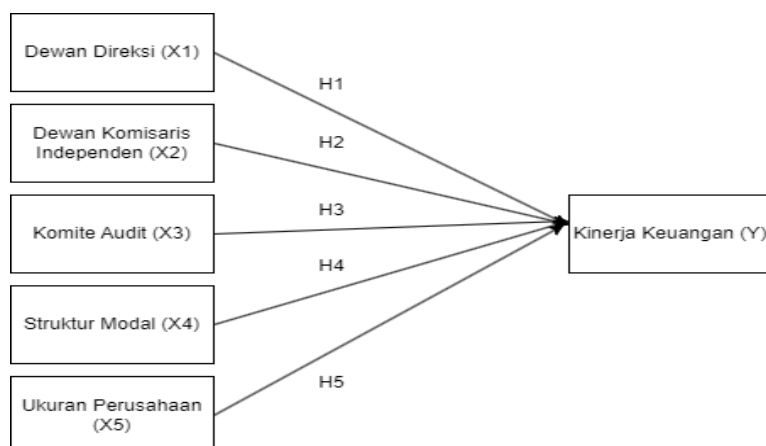 Dewan Direksi (X1)
H1
Dewan Komisaris
Independen (X2)
H2
Komite Audit (X3)
H3
Kinerja Keuangan (Y)
Struktur Modal (X4)
H4
Ukuran Perusahaan
(X5)
H5